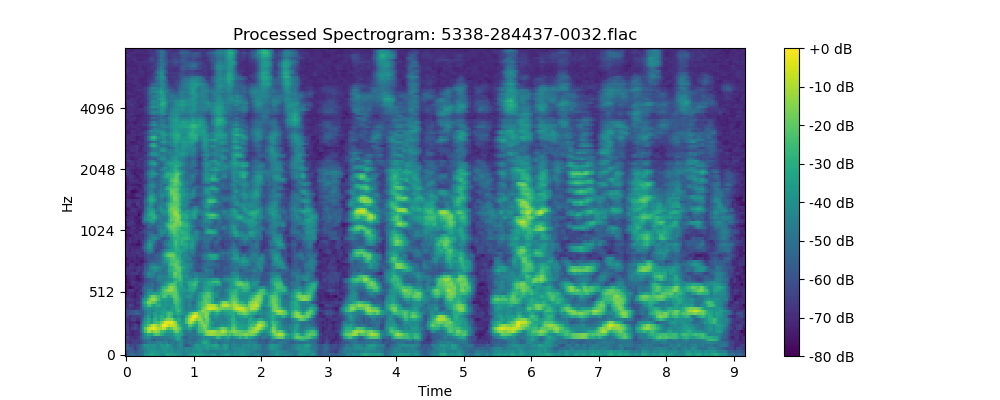 Processed Spectrogram: 5338-284437-0032.flac
Hz
4096
2048
1024
512
0
0 1 2 3 4 5 6 7 8 9
Time
+0 dB
-10 dB
-20 dB
-30 dB
-40 dB
-50 dB
-60 dB
-70 dB
-80 dB